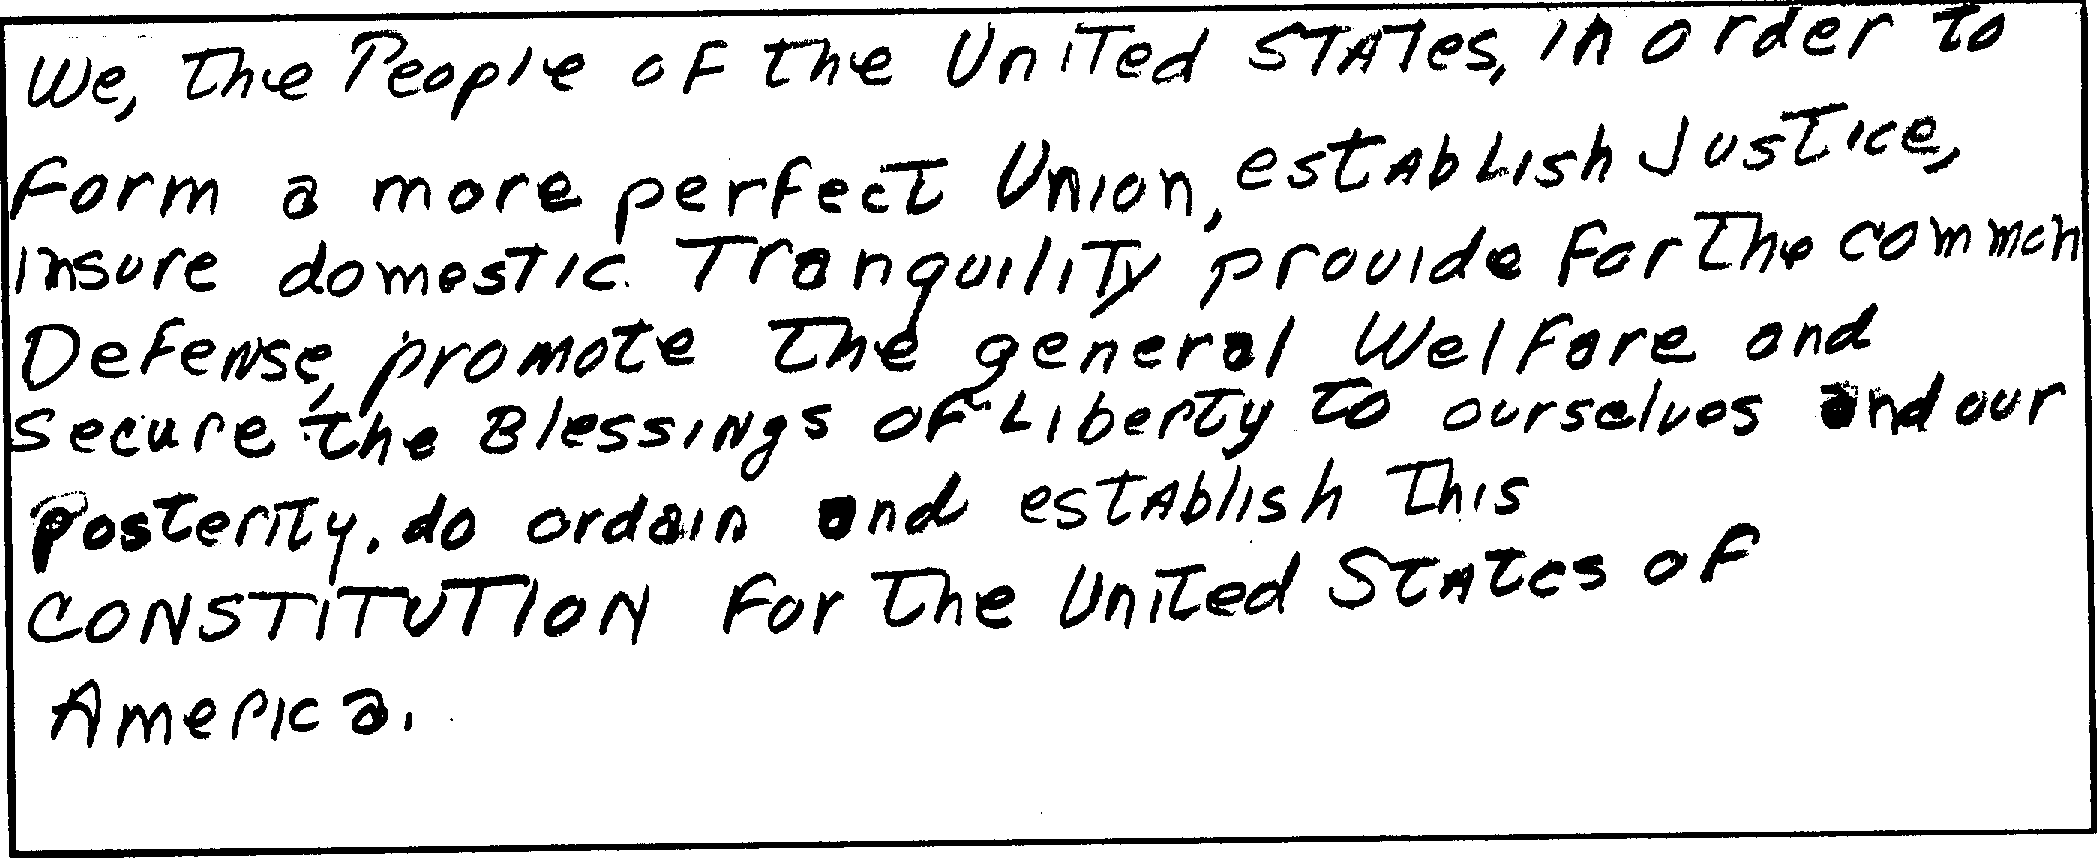 We, the People of the United States, in order to
form a more perfect Union, establish Justice,
insure domestic Tranquility provide for the common
Defense, promote the general Welfare and
secure the Blessings of Liberty to ourselves and our
posterity. do ordain and establish this
CONSTITUTION for the United States of
America.